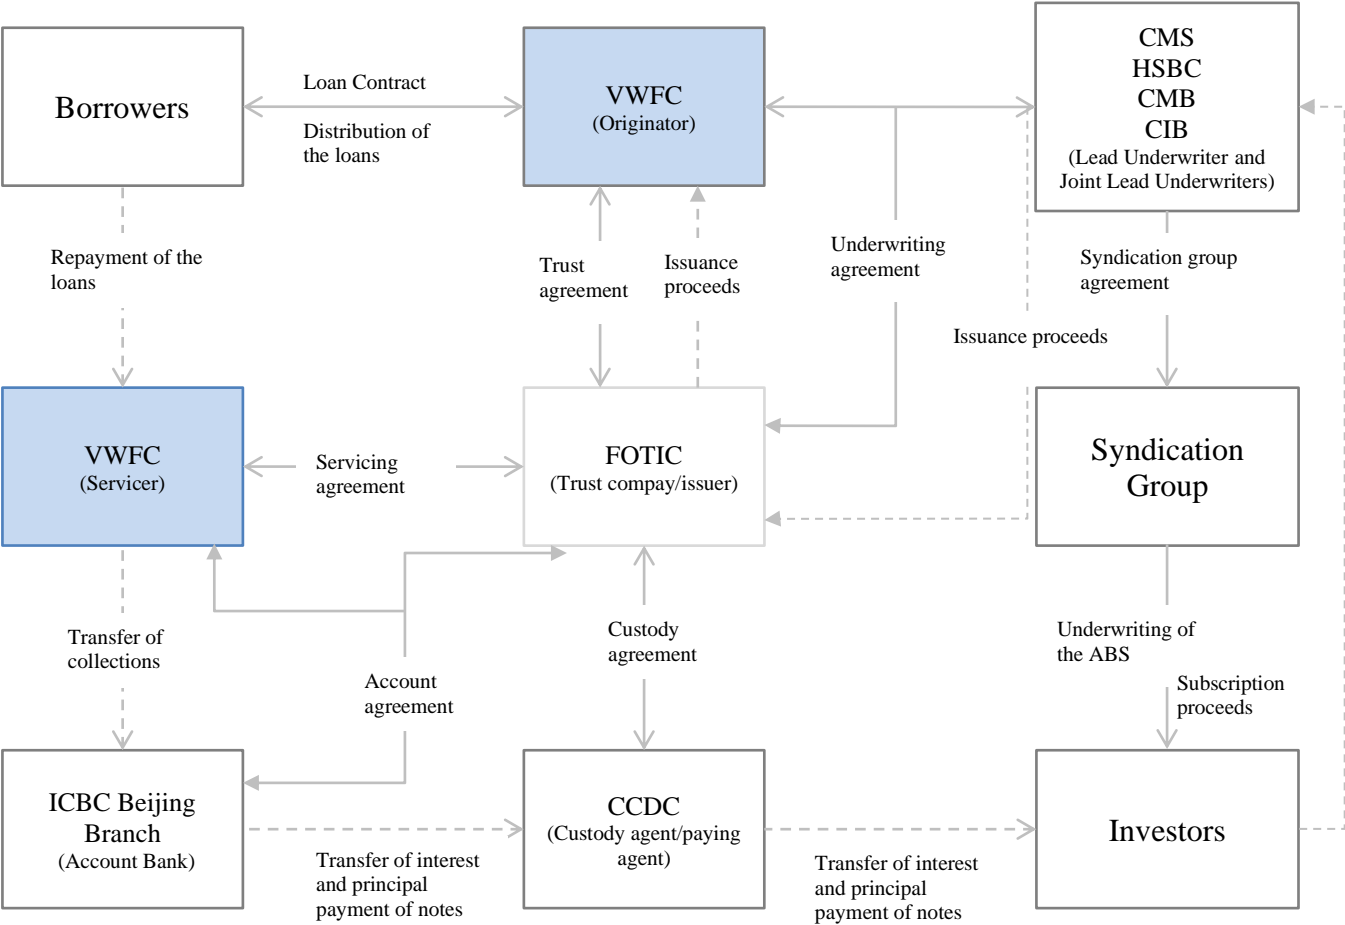 Borrowers
Loan Contract
Distribution of
the loans
VWFC
(Originator)
CMS
HSBC
CMB
CIB
(Lead Underwriter and
Joint Lead Underwriters)
Repayment of the
loans
Trust
agreement
Issuance
proceeds
Underwriting
agreement
Syndication group
agreement
Issuance proceeds
VWFC
(Servicer)
Servicing
agreement
FOTIC
(Trust compay/issuer)
Syndication
Group
Transfer of
collections
Account
agreement
Custody
agreement
Underwriting of
the ABS
Subscription
proceeds
ICBC Beijing
Branch
(Account Bank)
Transfer of interest
and principal
payment of notes
CCDC
(Custody agent/paying
agent)
Transfer of interest
and principal
payment of notes
Investors